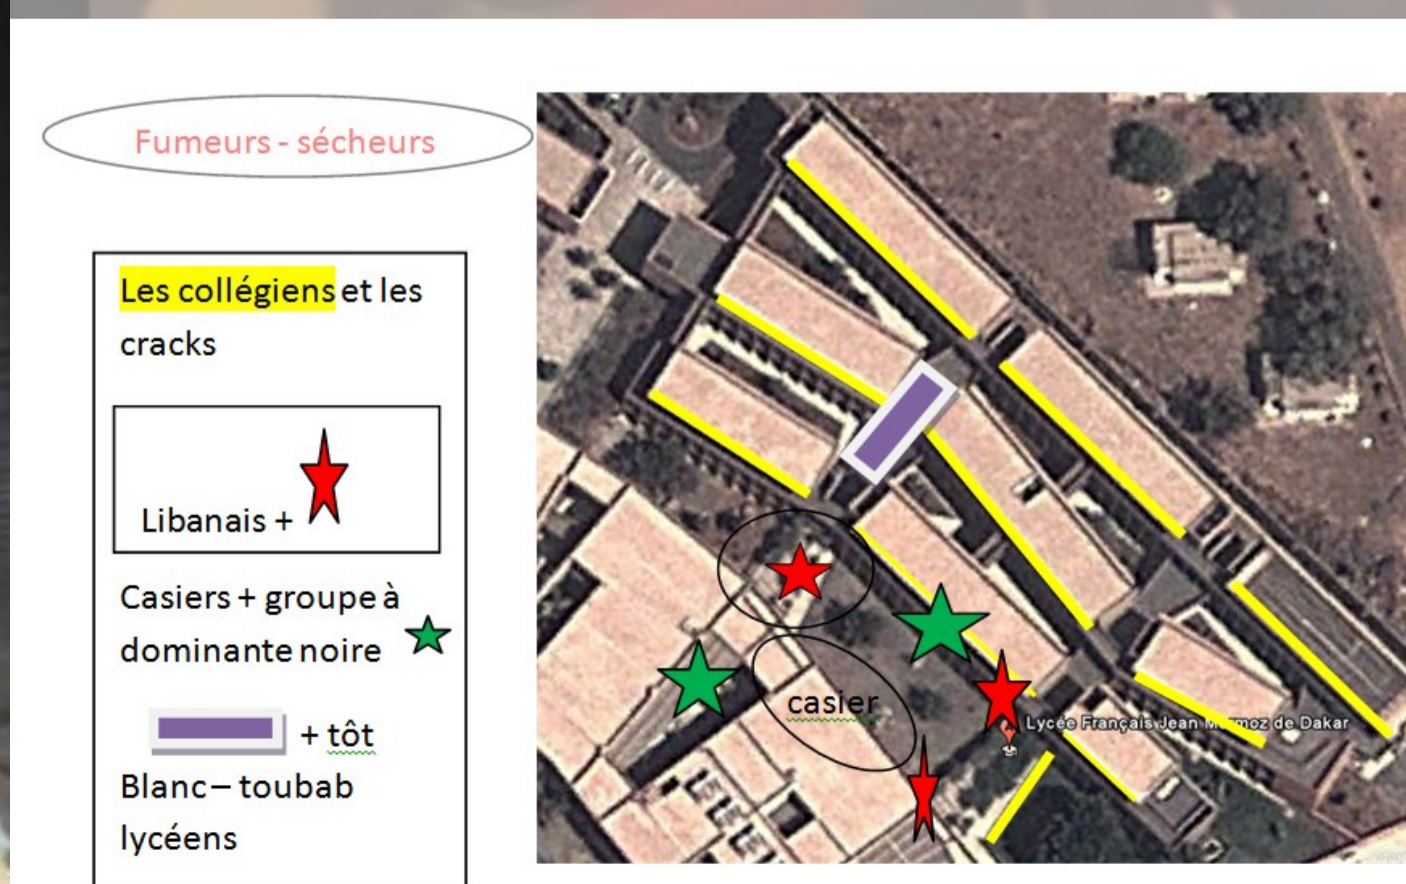 Fumeurs - sécheurs
Les collégiens et les
cracks
Libanais +
Casiers + groupe à
dominante noire
+ tôt
Blanc – toubab
lycéens
casier
Lycée Français Jean Mermoz de Dakar